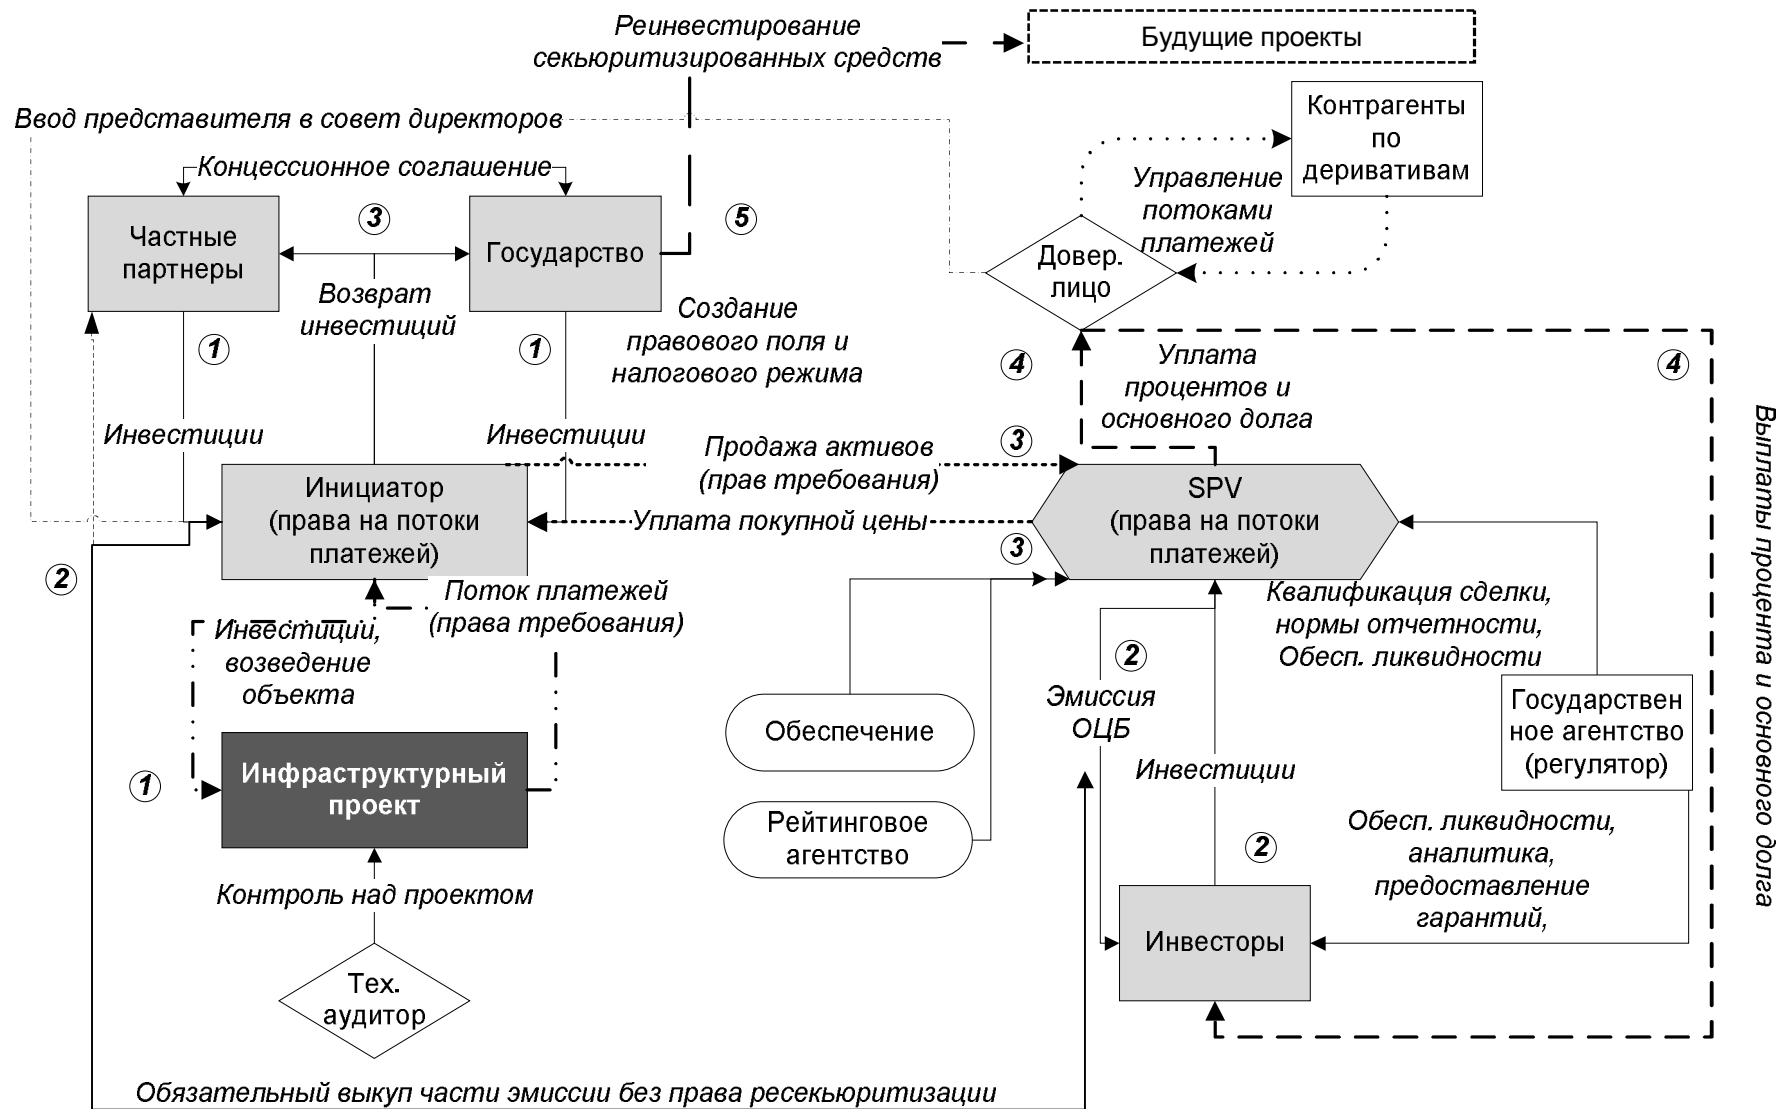 Реинвестирование
секьюритизированных средств
Будущие проекты
Ввод представителя в совет директоров
Контрагенты
по
деривативам
Концессионное соглашение
Управление
потоками
платежей
3
5
Частные
партнеры
Государство
Довер.
лицо
Возврат
инвестиций
Создание
правового поля и
налогового режима
1
1
4
Уплата
процентов и
основного долга
4
Выплаты процента и основного долга
Инвестиции
Инвестиции
Продажа активов
(прав требования)
3
Инициатор
(права на потоки
платежей)
Уплата покупной цены
SPV
(права на потоки
платежей)
3
2
Поток платежей
(права требования)
Квалификация сделки,
нормы отчетности,
Обесп. ликвидности
Инвестиции,
возведение
объекта
2
Эмиссия
ОЦБ
Государствен
ное агентство
(регулятор)
Обеспечение
Инвестиции
1
Инфраструктурный
проект
Рейтинговое
агентство
2
Обесп. ликвидности,
аналитика,
предоставление
гарантий,
Контроль над проектом
Инвесторы
Тех.
аудитор
Обязательный выкуп части эмиссии без права ресекьюритизации